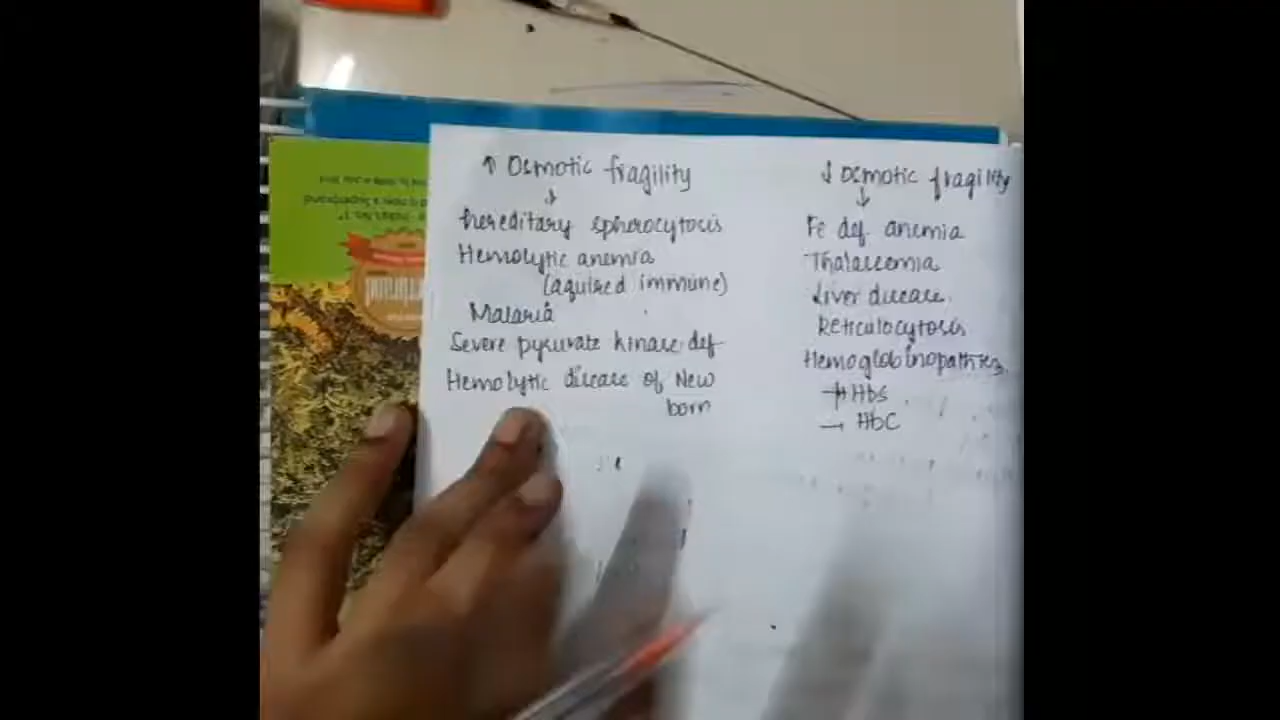 ↑ Osmotic fragility
↓
hereditary spherocytosis
Hemolytic anemia
(aquired immune)
Malaria
Severe pyruvate kinase def
Hemolytic disease of New
born
↓ Osmotic fragility
↓
Fe def. anemia
Thalassemia
Liver disease.
Reticulocytosis
Hemoglobinopathies
→ HbS
→ HbC